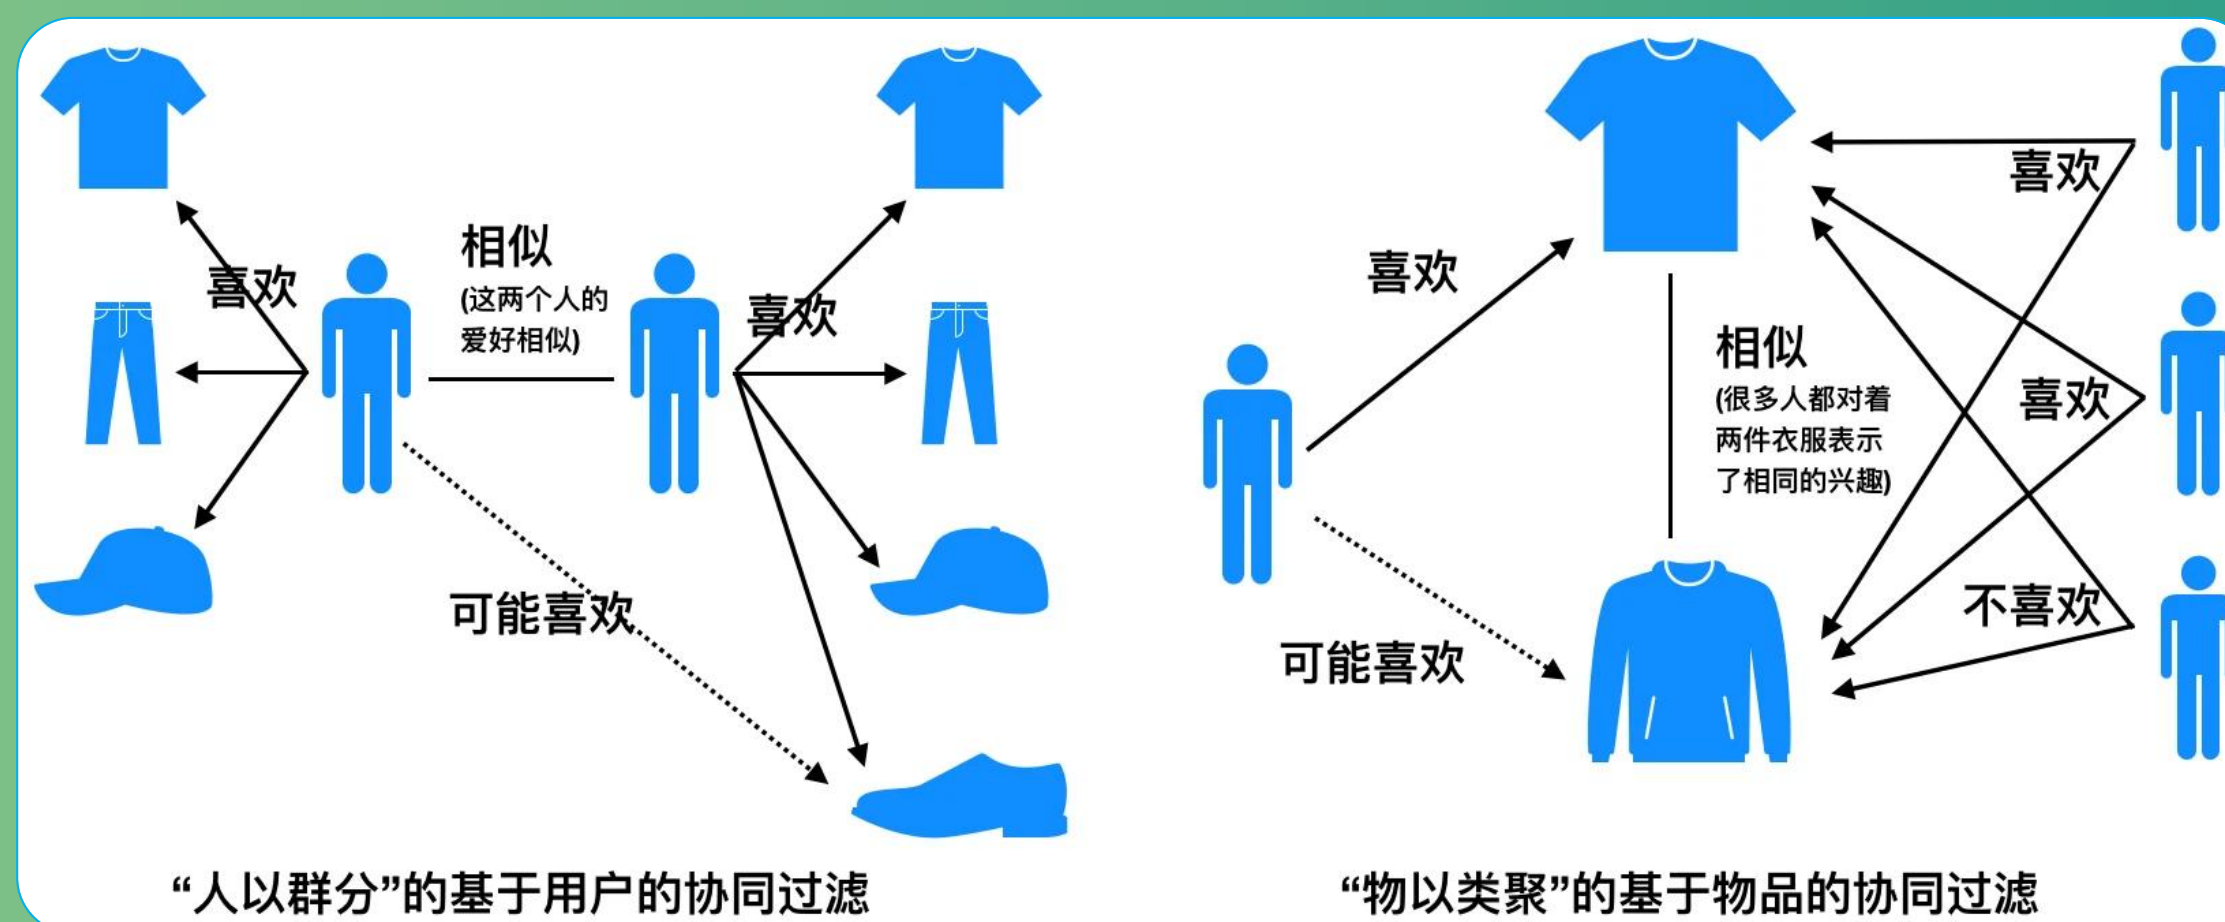 喜欢
相似
(这两个人的
爱好相似)
喜欢
可能喜欢
“人以群分”的基于用户的协同过滤
喜欢
喜欢
相似
(很多人都对着
两件衣服表示
了相同的兴趣)
喜欢
不喜欢
可能喜欢
“物以类聚”的基于物品的协同过滤